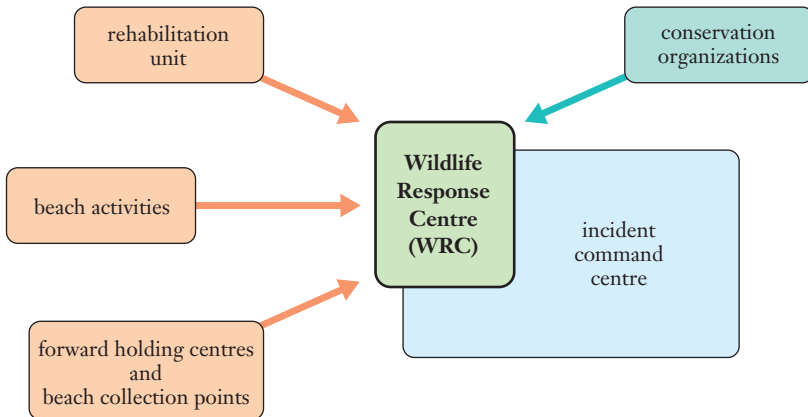 rehabilitation
unit
conservation
organizations
Wildlife
Response
Centre
(WRC)
beach activities
incident
command
centre
forward holding centres
and
beach collection points